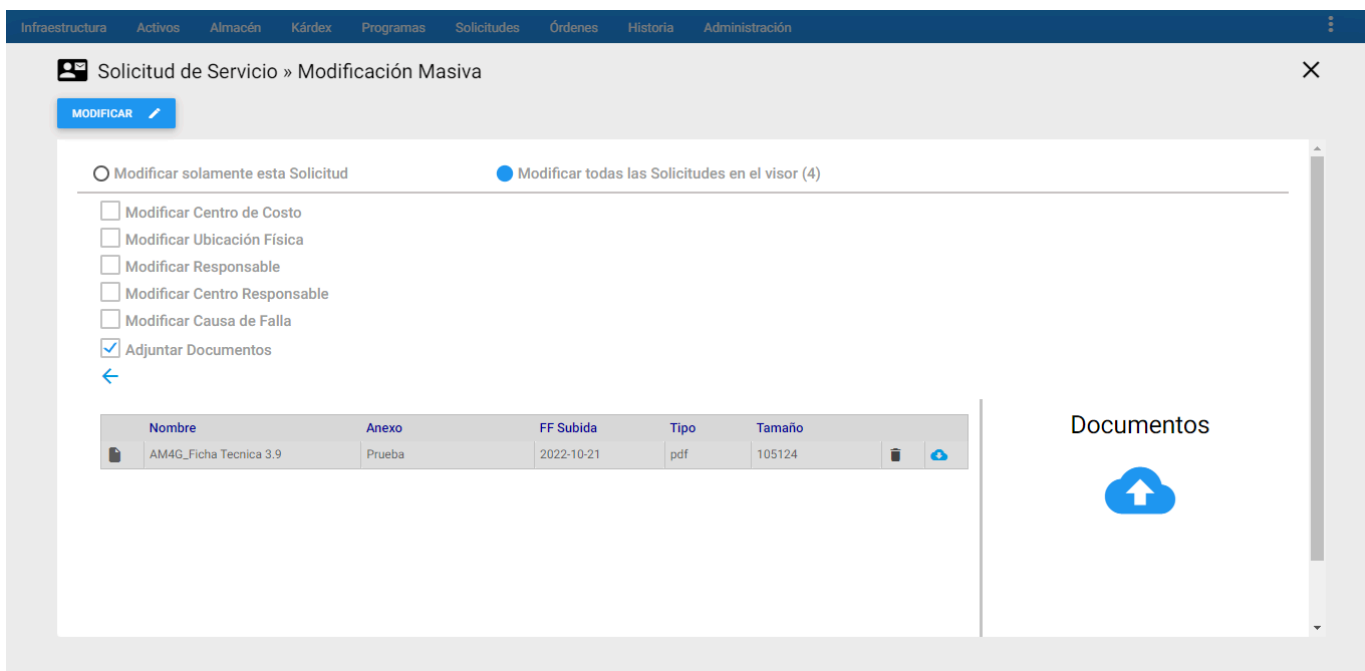 Infraestructura Activos Almacén Kárdex Programas Solicitudes Órdenes Historia Administración
Solicitud de Servicio » Modificación Masiva
MODIFICAR
Modificar solamente esta Solicitud Modificar todas las Solicitudes en el visor (4)
Modificar Centro de Costo
Modificar Ubicación Física
Modificar Responsable
Modificar Centro Responsable
Modificar Causa de Falla
Adjuntar Documentos
Documentos
Nombre Anexo FF Subida Tipo Tamaño
AM4G_Ficha Tecnica 3.9 Prueba 2022-10-21 pdf 105124